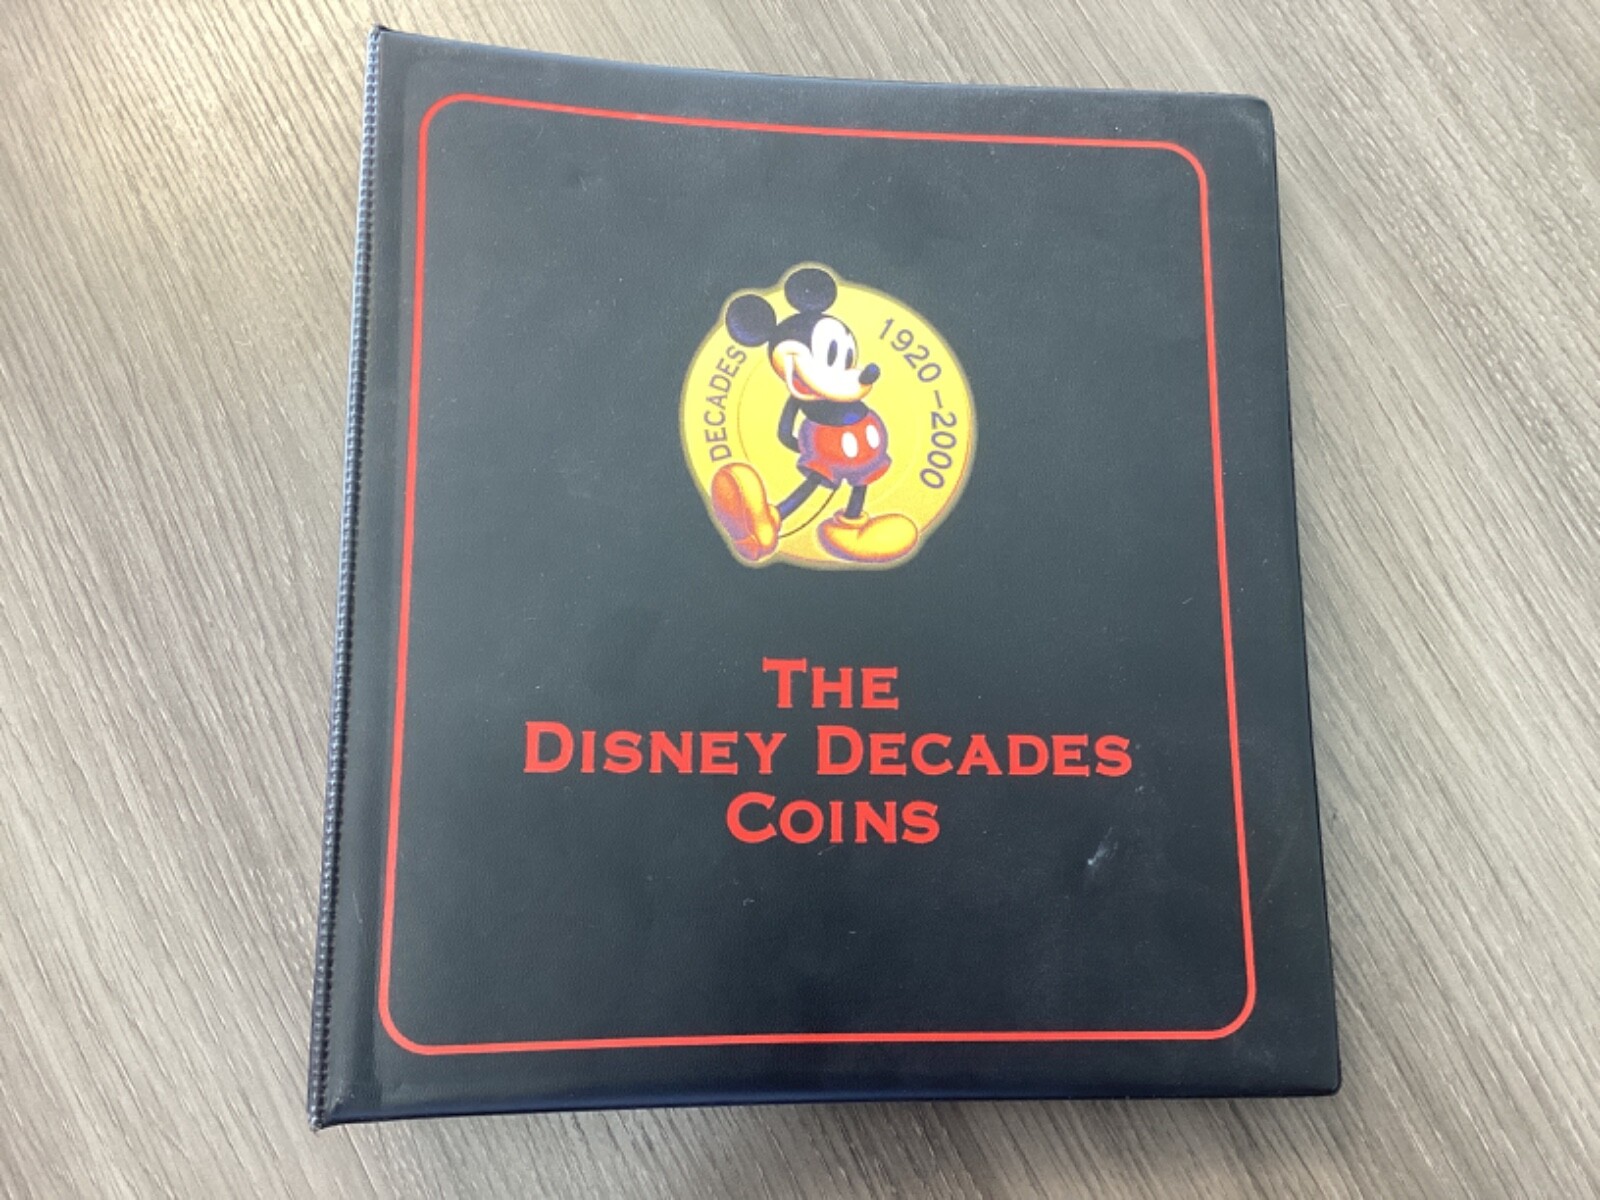 DECADES
1920-2000
THE
DISNEY DECADES
COINS